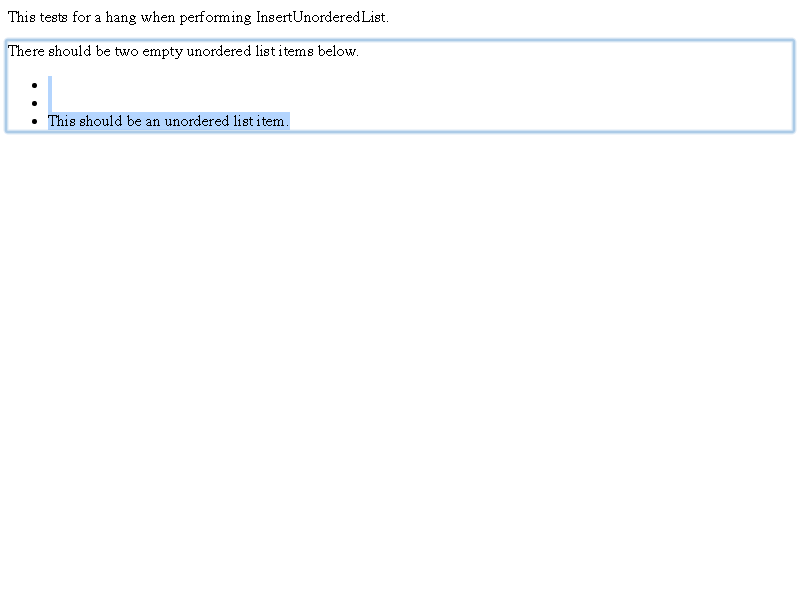 This tests for a hang when performing InsertUnorderedList.
There should be two empty unordered list items below.
•
•
• This should be an unordered list item.